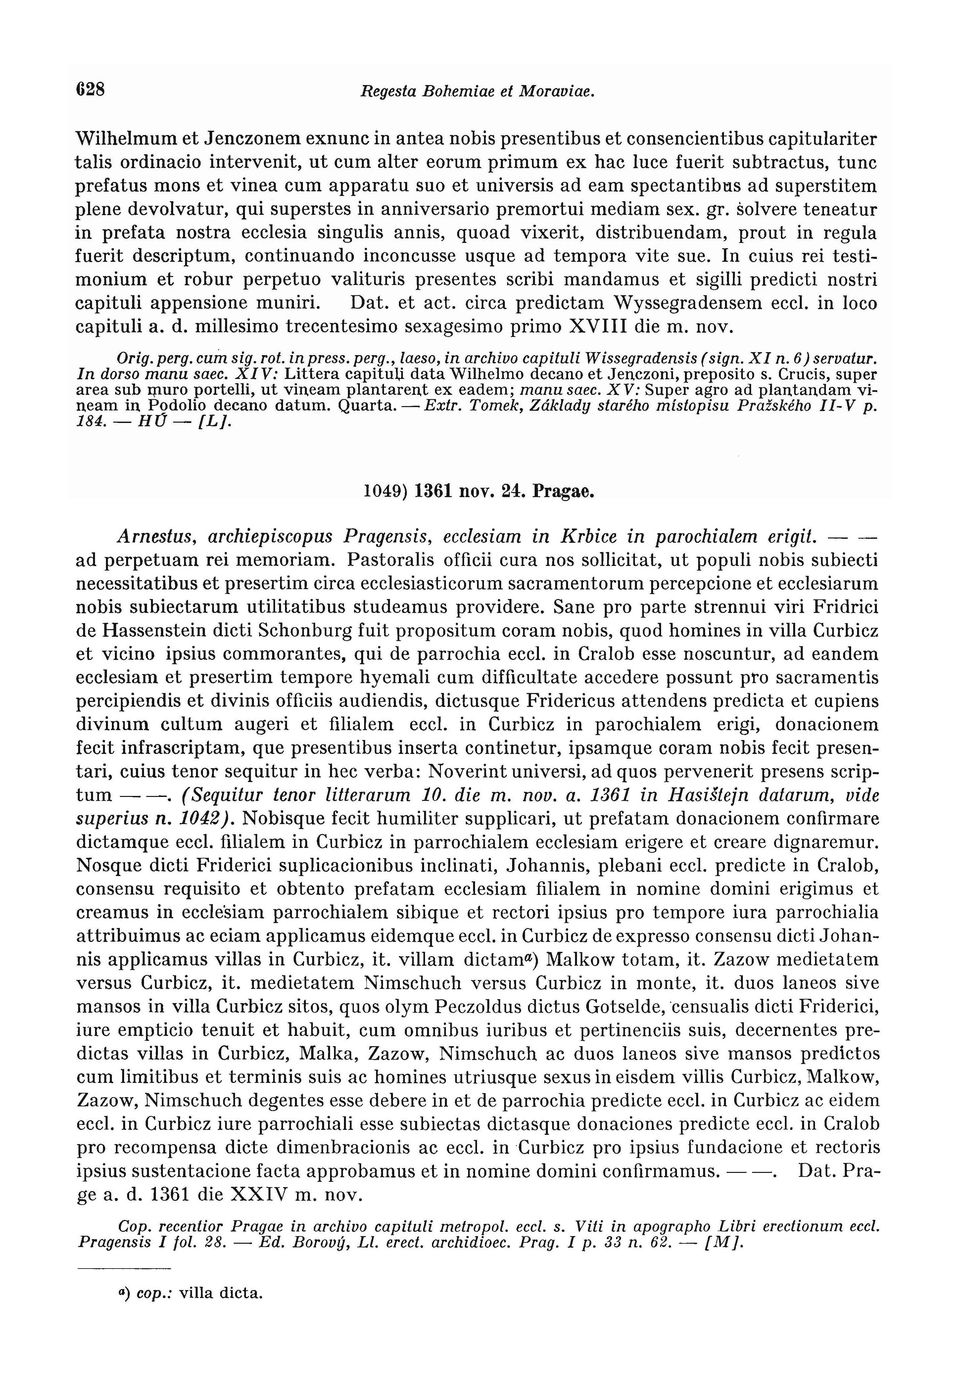 628 Regesta Bohemiae et Moraviae.
Wilhelmum et Jenczonem exnunc in antea nobis presentibus et consencientibus capitulariter
talis ordinacio intervenit, ut cum alter eorum primum ex hac luce fuerit subtractus, tunc
prefatus mons et vinea cum apparatu suo et universis ad eam spectantibus ad superstitem
plene devolvatur, qui superstes in anniversario premortui mediam sex. gr. solvere teneatur
in prefata nostra ecclesia singulis annis, quoad vixerit, distribuendam, prout in regula
fuerit descriptum, continuando inconcusse usque ad tempora vite sue. In cuius rei testi-
monium et robur perpetuo valituris presentes scribi mandamus et sigilli predicti nostri
capituli appensione muniri. Dat. et act. circa predictam Wyssegradensem eccl. in loco
capituli a. d. millesimo trecentesimo sexagesimo primo XVIII die m. nov.
Orig. perg. cum sig. rot. in press. perg., laeso, in archivo capituli Wissegradensis (sign. XI n. 6) servatur.
In dorso manu saec. XIV: Littera capituli data Wilhelmo decano et Jenczoni, preposito s. Crucis, super
area sub muro portelli, ut vineam plantarent ex eadem; manu saec. XV: Super agro ad plantandam vi-
neam in Podolio decano datum. Quarta. — Extr. Tomek, Základy starého místopisu Pražského II-V p.
184. — HÚ — [L].
1049) 1361 nov. 24. Pragae.
Arnestus, archiepiscopus Pragensis, ecclesiam in Krbice in parochialem erigit. — —
ad perpetuam rei memoriam. Pastoralis officii cura nos sollicitat, ut populi nobis subiecti
necessitatibus et presertim circa ecclesiasticorum sacramentorum percepcione et ecclesiarum
nobis subiectarum utilitatibus studeamus providere. Sane pro parte strennui viri Fridrici
de Hassenstein dicti Schonburg fuit propositum coram nobis, quod homines in villa Curbicz
et vicino ipsius commorantes, qui de parrochia eccl. in Cralob esse noscuntur, ad eandem
ecclesiam et presertim tempore hyemali cum difficultate accedere possunt pro sacramentis
percipiendis et divinis officiis audiendis, dictusque Fridericus attendens predicta et cupiens
divinum cultum augeri et filialem eccl. in Curbicz in parochialem erigi, donacionem
fecit infrascriptam, que presentibus inserta continetur, ipsamque coram nobis fecit presen-
tari, cuius tenor sequitur in hec verba: Noverint universi, ad quos pervenerit presens scrip-
tum — —. (Sequitur tenor litterarum 10. die m. nov. a. 1361 in Hasištejn datarum, vide
superius n. 1042). Nobisque fecit humiliter supplicari, ut prefatam donacionem confirmare
dictamque eccl. filialem in Curbicz in parrochialem ecclesiam erigere et creare dignaremur.
Nosque dicti Friderici suplicacionibus inclinati, Johannis, plebani eccl. predicte in Cralob,
consensu requisito et obtento prefatam ecclesiam filialem in nomine domini erigimus et
creamus in ecclesiam parrochialem sibique et rectori ipsius pro tempore iura parrochialia
attribuimus ac eciam applicamus eidemque eccl. in Curbicz de expresso consensu dicti Johan-
nis applicamus villas in Curbicz, it. villam dictamᵃ) Malkow totam, it. Zazow medietatem
versus Curbicz, it. medietatem Nimschuch versus Curbicz in monte, it. duos laneos sive
mansos in villa Curbicz sitos, quos olym Peczoldus dictus Gotselde, censualis dicti Friderici,
iure empticio tenuit et habuit, cum omnibus iuribus et pertinenciis suis, decernentes pre-
dictas villas in Curbicz, Malka, Zazow, Nimschuch ac duos laneos sive mansos predictos
cum limitibus et terminis suis ac homines utriusque sexus in eisdem villis Curbicz, Malkow,
Zazow, Nimschuch degentes esse debere in et de parrochia predicte eccl. in Curbicz ac eidem
eccl. in Curbicz iure parrochiali esse subiectas dictasque donaciones predicte eccl. in Cralob
pro recompensa dicte dimenbracionis ac eccl. in Curbicz pro ipsius fundacione et rectoris
ipsius sustentacione facta approbamus et in nomine domini confirmamus. — —. Dat. Pra-
ge a. d. 1361 die XXIV m. nov.
Cop. recentior Pragae in archivo capituli metropol. eccl. s. Viti in apographo Libri erectionum eccl.
Pragensis I fol. 28. — Ed. Borový, Ll. erect. archidioec. Prag. I p. 33 n. 62. — [M].
ᵃ) cop.: villa dicta.